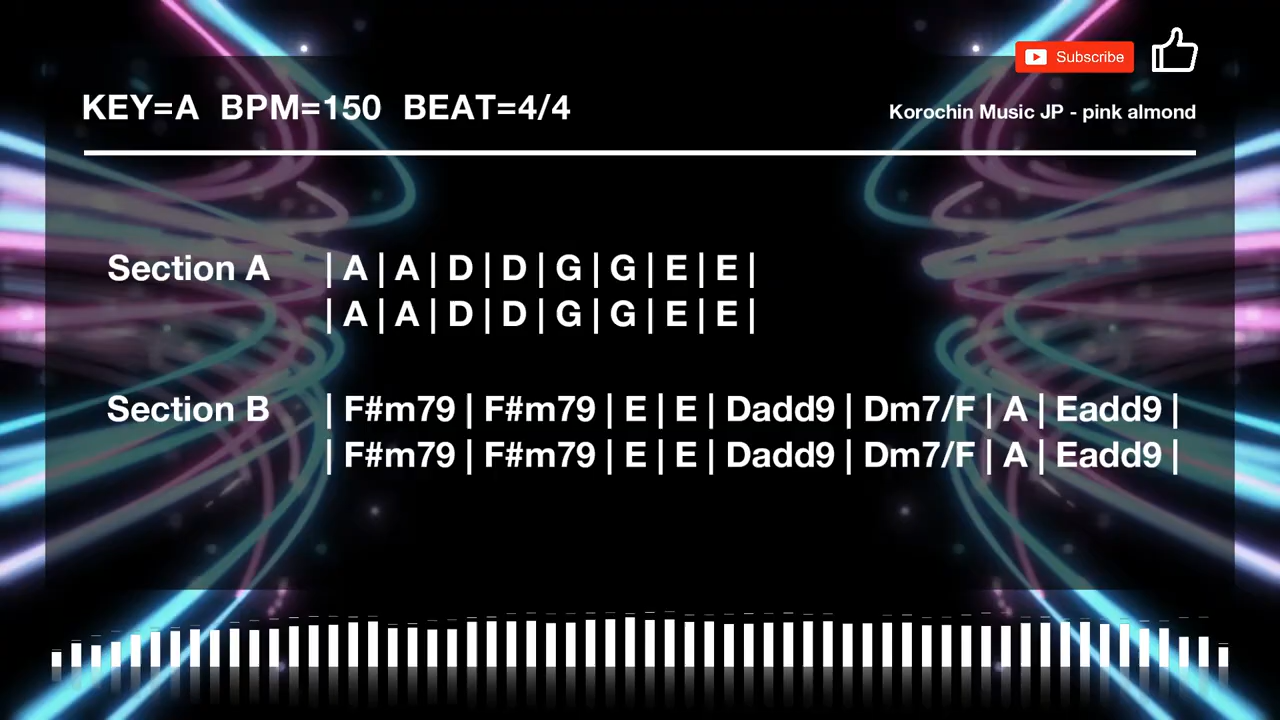 Subscribe
KEY=A BPM=150 BEAT=4/4
Korochin Music JP - pink almond
Section A | A | A | D | D | G | G | E | E |
| A | A | D | D | G | G | E | E |
Section B | F#m79 | F#m79 | E | E | Dadd9 | Dm7/F | A | Eadd9 |
| F#m79 | F#m79 | E | E | Dadd9 | Dm7/F | A | Eadd9 |